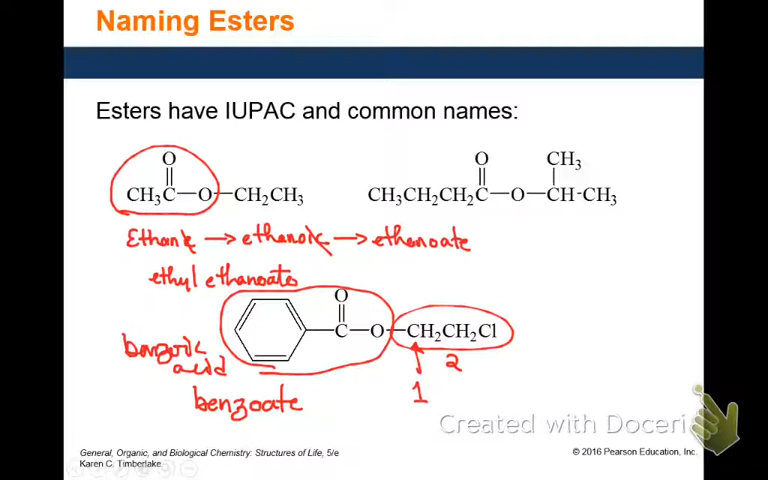 Naming Esters
Esters have IUPAC and common names:
O
CH3C—O—CH2CH3
O
CH3CH2CH2C—O—CH-CH3
CH3
Ethane → ethanoic → ethanoate
ethyl ethanoate
O
C—O—CH2CH2Cl
benzoic
acid
1
2
benzoate
Created with Doceri
General, Organic, and Biological Chemistry: Structures of Life, 5/e
Karen C. Timberlake
© 2016 Pearson Education, Inc.